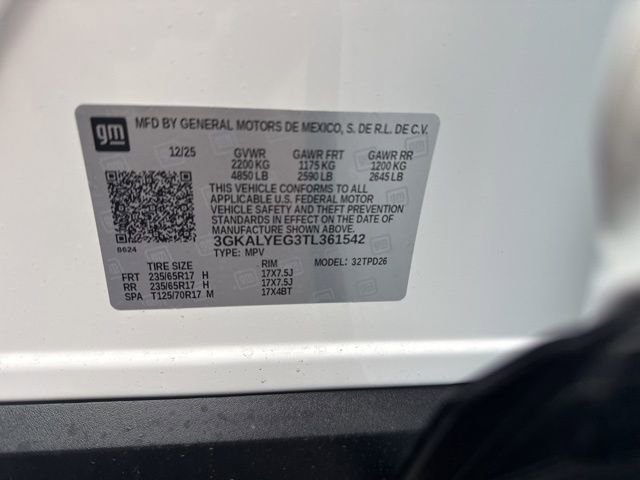 gm
MFD BY GENERAL MOTORS DE MEXICO, S. DE R.L. DE C.V.
12/25 GVWR GAWR FRT GAWR RR
2200 KG 1175 KG 1200 KG
4850 LB 2590 LB 2645 LB
THIS VEHICLE CONFORMS TO ALL
APPLICABLE U.S. FEDERAL MOTOR
VEHICLE SAFETY AND THEFT PREVENTION
STANDARDS IN EFFECT ON THE DATE OF
MANUFACTURE SHOWN ABOVE.
8624 3GKALYEG3TL361542
TYPE: MPV
TIRE SIZE RIM MODEL: 32TPD26
FRT 235/65R17 H 17X7.5J
RR 235/65R17 H 17X7.5J
SPA T125/70R17 M 17X4BT